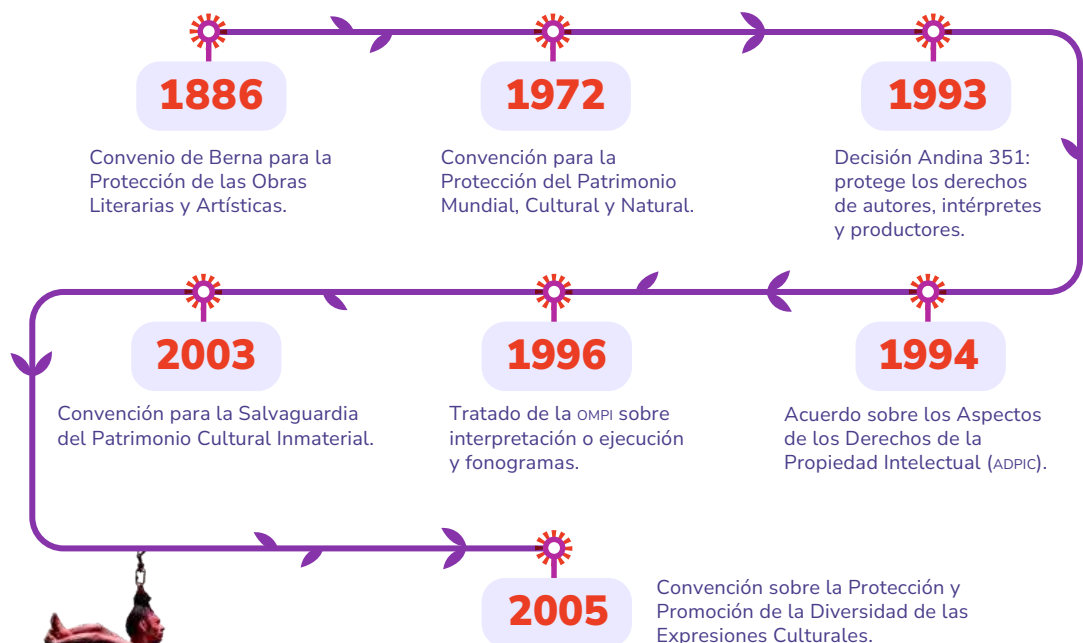 1886
Convenio de Berna para la
Protección de las Obras
Literarias y Artísticas.
1972
Convención para la
Protección del Patrimonio
Mundial, Cultural y Natural.
1993
Decisión Andina 351:
protege los derechos
de autores, intérpretes
y productores.
1994
Acuerdo sobre los Aspectos
de los Derechos de la
Propiedad Intelectual (ADPIC).
1996
Tratado de la OMPI sobre
interpretación o ejecución
y fonogramas.
2003
Convención para la Salvaguardia
del Patrimonio Cultural Inmaterial.
2005
Convención sobre la Protección y
Promoción de la Diversidad de las
Expresiones Culturales.